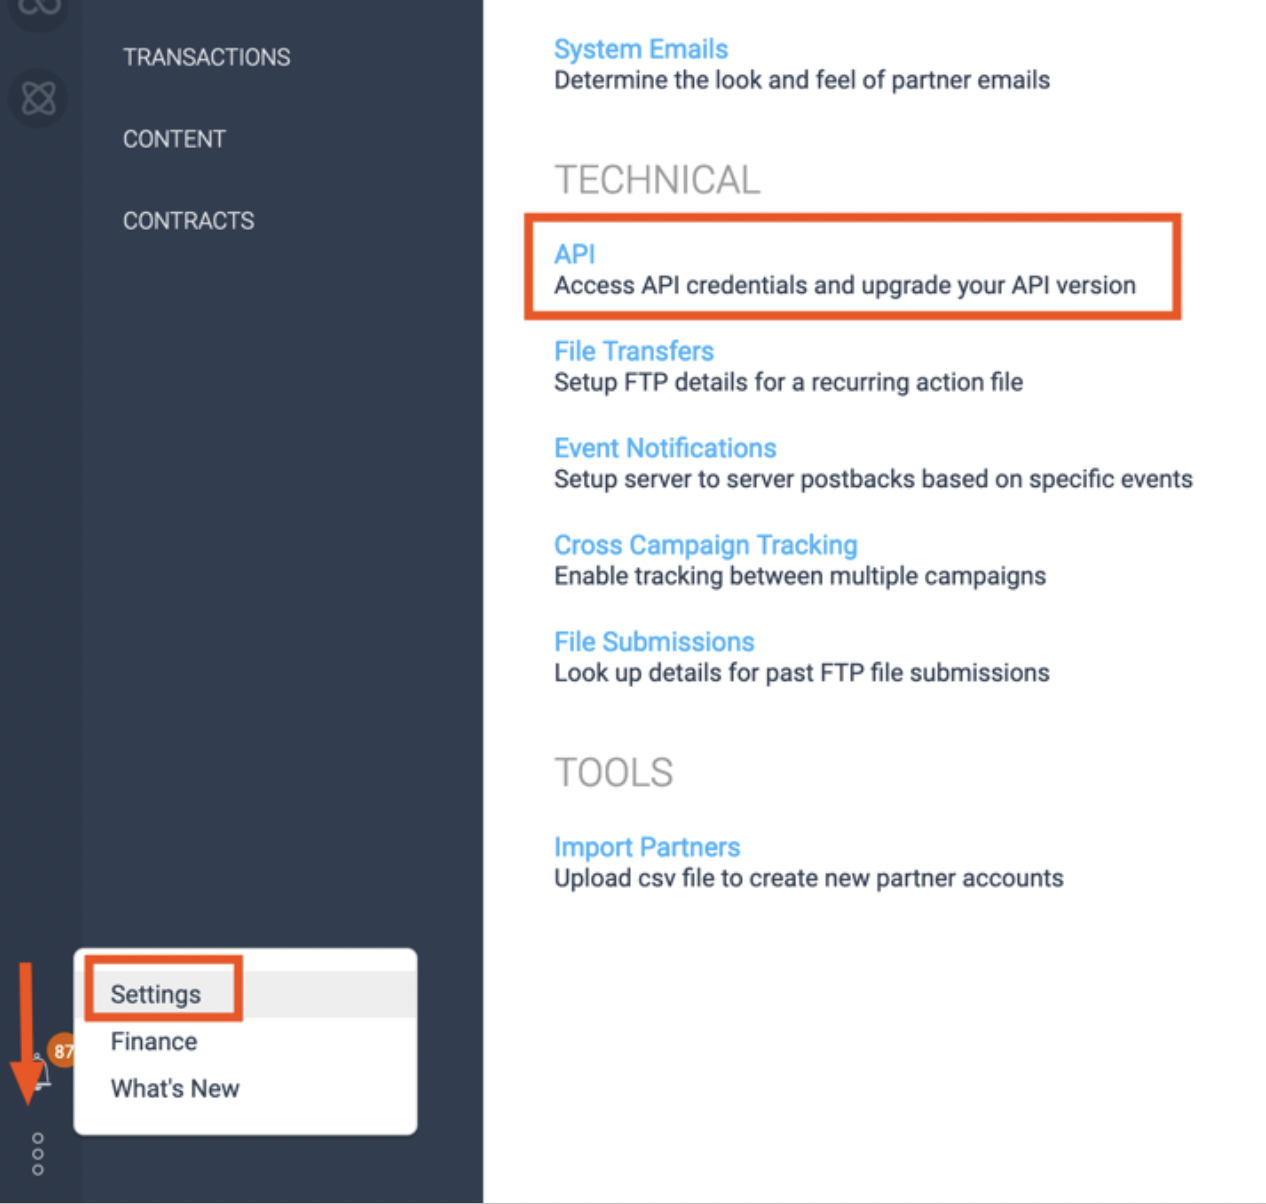 TRANSACTIONS
CONTENT
CONTRACTS
System Emails
Determine the look and feel of partner emails
TECHNICAL
API
Access API credentials and upgrade your API version
File Transfers
Setup FTP details for a recurring action file
Event Notifications
Setup server to server postbacks based on specific events
Cross Campaign Tracking
Enable tracking between multiple campaigns
File Submissions
Look up details for past FTP file submissions
TOOLS
Import Partners
Upload csv file to create new partner accounts
Settings
Finance
87
What's New